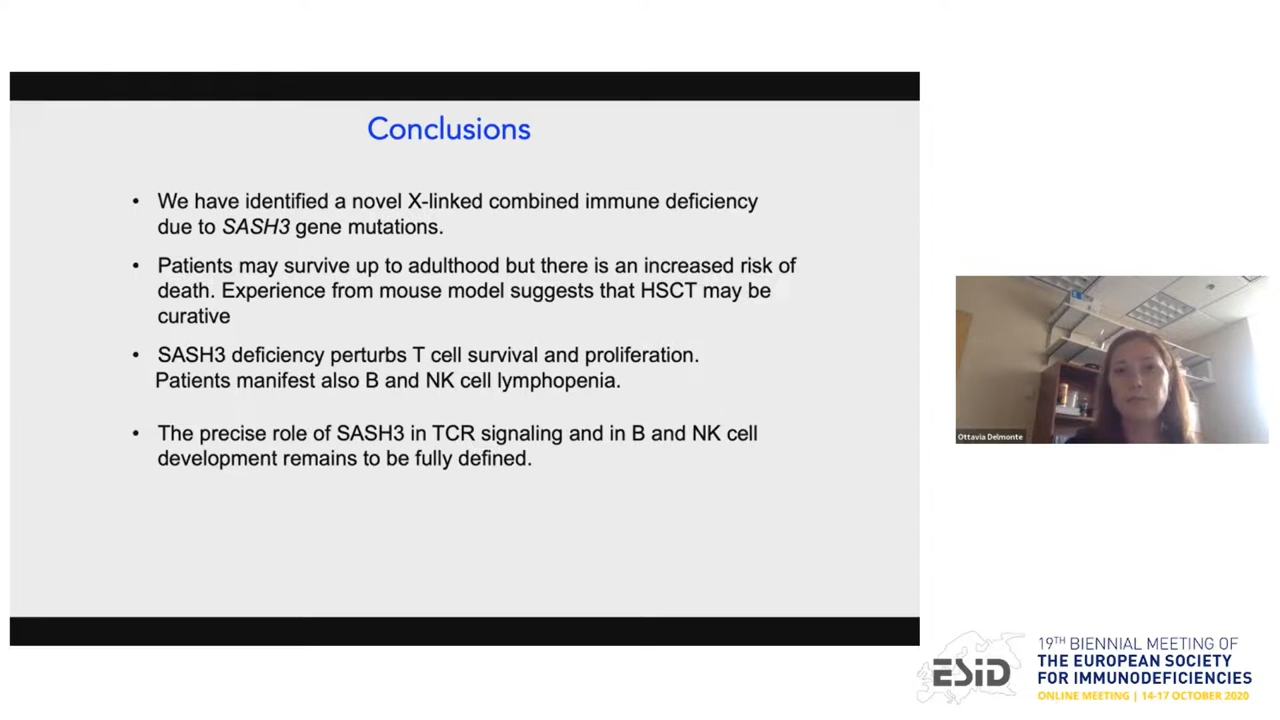 Conclusions
• We have identified a novel X-linked combined immune deficiency
due to SASH3 gene mutations.
• Patients may survive up to adulthood but there is an increased risk of
death. Experience from mouse model suggests that HSCT may be
curative
• SASH3 deficiency perturbs T cell survival and proliferation.
Patients manifest also B and NK cell lymphopenia.
• The precise role of SASH3 in TCR signaling and in B and NK cell
development remains to be fully defined.
Ottavia Delmonte
ESID
19TH BIENNIAL MEETING OF
THE EUROPEAN SOCIETY
FOR IMMUNODEFICIENCIES
ONLINE MEETING | 14-17 OCTOBER 2020